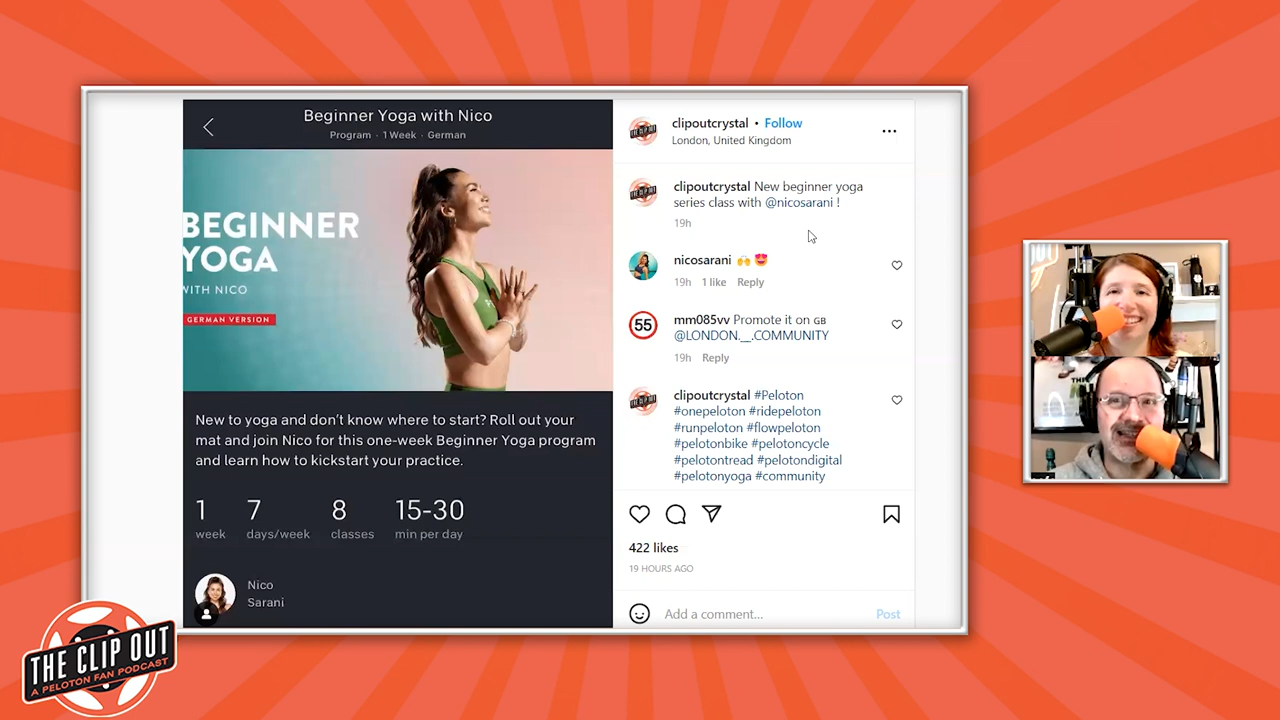 Beginner Yoga with Nico
Program · 1 Week · German
BEGINNER
YOGA
WITH NICO
GERMAN VERSION
New to yoga and don't know where to start? Roll out your
mat and join Nico for this one-week Beginner Yoga program
and learn how to kickstart your practice.
1
week
7
days/week
8
classes
15-30
min per day
Nico
Sarani
clipoutcrystal • Follow
London, United Kingdom
clipoutcrystal New beginner yoga
series class with @nicosarani !
19h
nicosarani 🙌 😍
19h 1 like Reply
55
mm085vv Promote it on ɢʙ
@LONDON.__.COMMUNITY
19h Reply
clipoutcrystal #Peloton
#onepeloton #ridepeloton
#runpeloton #flowpeloton
#pelotonbike #pelotoncycle
#pelotontread #pelotondigital
#pelotonyoga #community
422 likes
19 HOURS AGO
Add a comment... Post
THE CLIP OUT
A PELOTON FAN PODCAST